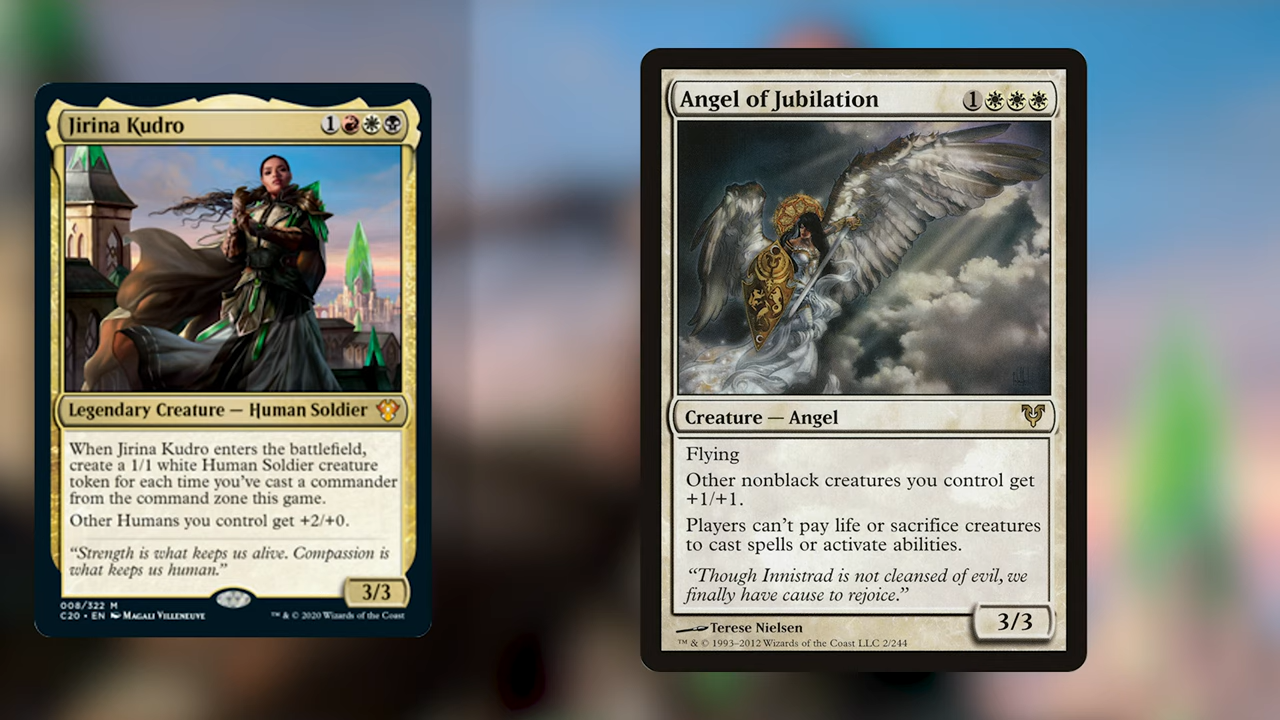 Jirina Kudro 1
Legendary Creature — Human Soldier
When Jirina Kudro enters the battlefield,
create a 1/1 white Human Soldier creature
token for each time you've cast a commander
from the command zone this game.
Other Humans you control get +2/+0.
“Strength is what keeps us alive. Compassion is
what keeps us human.”
3/3
008/322 M
C20 • EN Magali Villeneuve
™ & © 2020 Wizards of the Coast
Angel of Jubilation 1
Creature — Angel
Flying
Other nonblack creatures you control get
+1/+1.
Players can't pay life or sacrifice creatures
to cast spells or activate abilities.
“Though Innistrad is not cleansed of evil, we
finally have cause to rejoice.”
3/3
Terese Nielsen
™ & © 1993–2012 Wizards of the Coast LLC 2/244